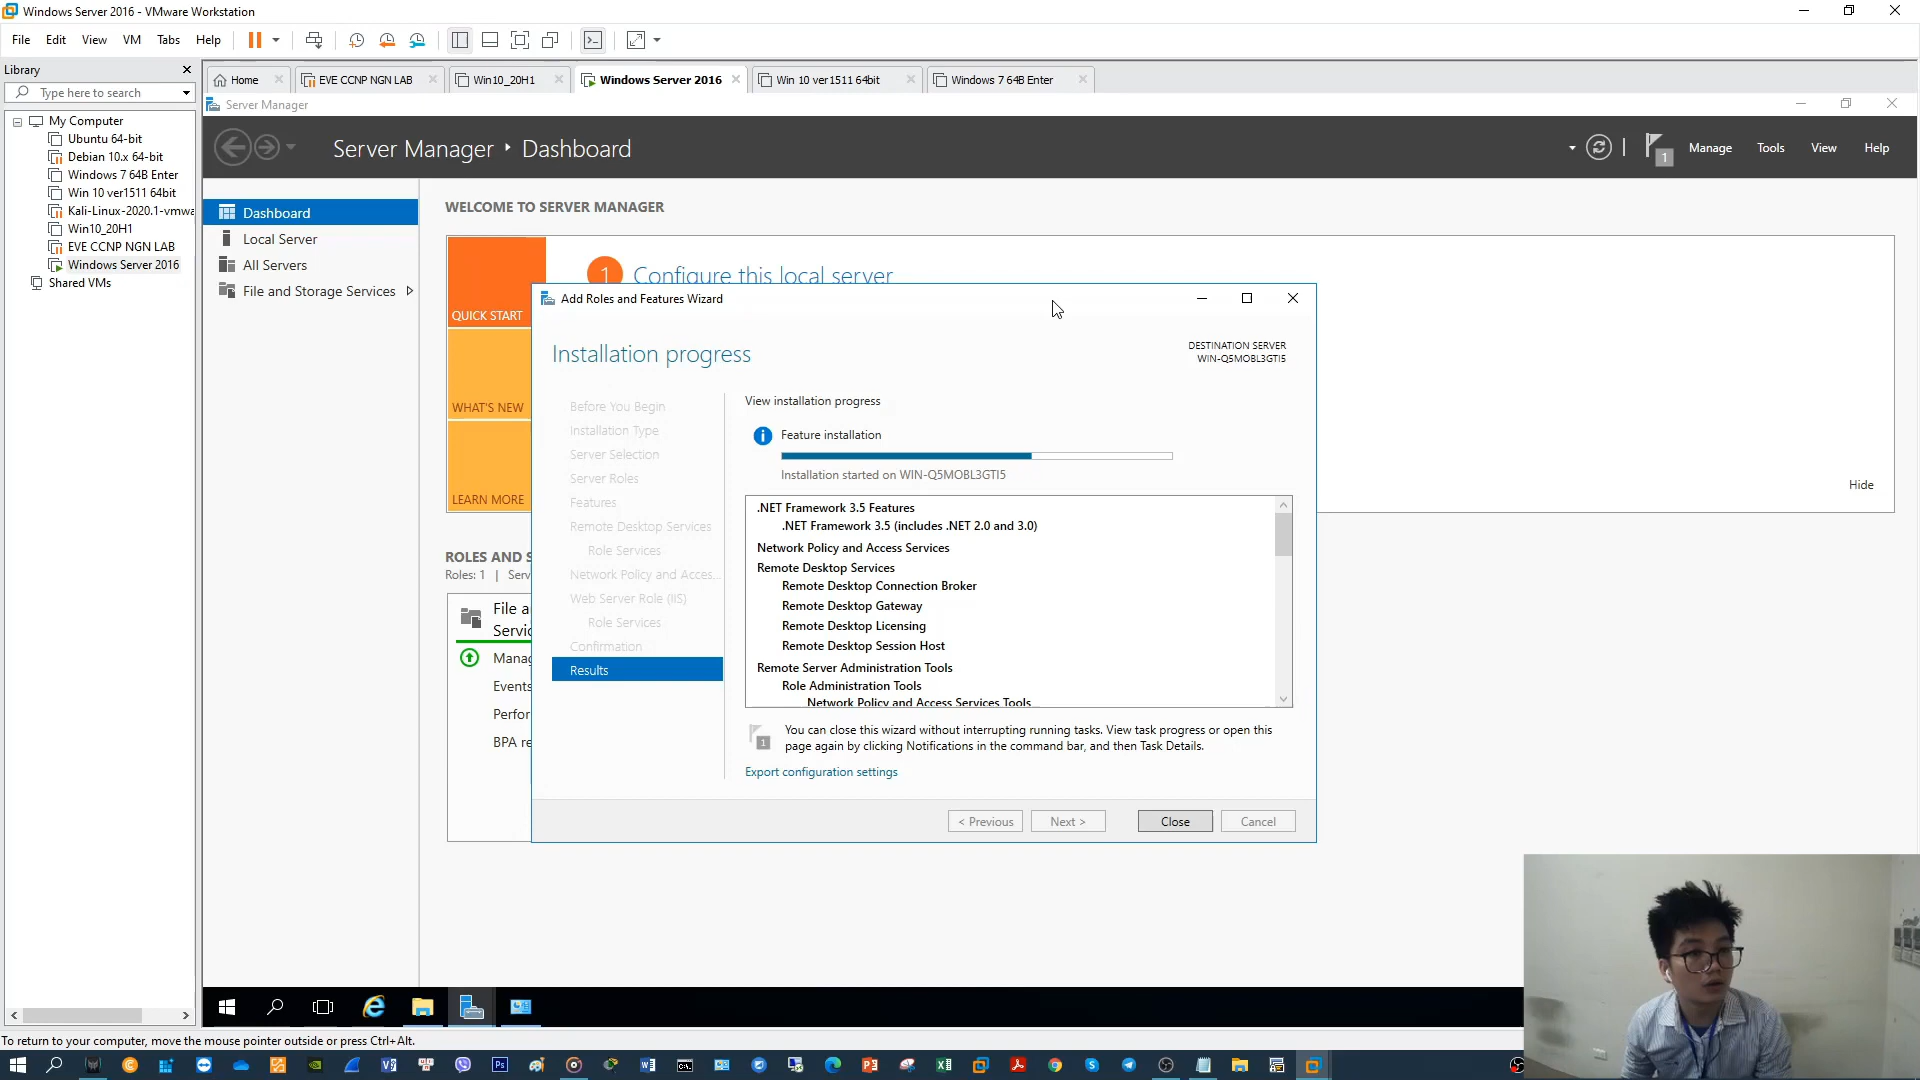 Windows Server 2016 - VMware Workstation
File Edit View VM Tabs Help
Library
Type here to search
Home
EVE CCNP NGN LAB
Win10_20H1
Windows Server 2016
Win 10 ver1511 64bit
Windows 7 64B Enter
My Computer
Ubuntu 64-bit
Debian 10.x 64-bit
Windows 7 64B Enter
Win 10 ver1511 64bit
Kali-Linux-2020.1-vmwa
Win10_20H1
EVE CCNP NGN LAB
Windows Server 2016
Shared VMs
Server Manager
Server Manager Dashboard
1
Manage Tools View Help
Dashboard
Local Server
All Servers
File and Storage Services
WELCOME TO SERVER MANAGER
1 Configure this local server
QUICK START
WHAT'S NEW
LEARN MORE
Hide
ROLES AND S
Roles: 1 | Serv
File a
Servic
Manag
Events
Perfor
BPA re
Add Roles and Features Wizard
Installation progress
DESTINATION SERVER
WIN-Q5MOBL3GTI5
Before You Begin
Installation Type
Server Selection
Server Roles
Features
Remote Desktop Services
Role Services
Network Policy and Acces...
Web Server Role (IIS)
Role Services
Confirmation
Results
View installation progress
Feature installation
Installation started on WIN-Q5MOBL3GTI5
.NET Framework 3.5 Features
.NET Framework 3.5 (includes .NET 2.0 and 3.0)
Network Policy and Access Services
Remote Desktop Services
Remote Desktop Connection Broker
Remote Desktop Gateway
Remote Desktop Licensing
Remote Desktop Session Host
Remote Server Administration Tools
Role Administration Tools
Network Policy and Access Services Tools
1
You can close this wizard without interrupting running tasks. View task progress or open this
page again by clicking Notifications in the command bar, and then Task Details.
Export configuration settings
< Previous
Next >
Close
Cancel
To return to your computer, move the mouse pointer outside or press Ctrl+Alt.